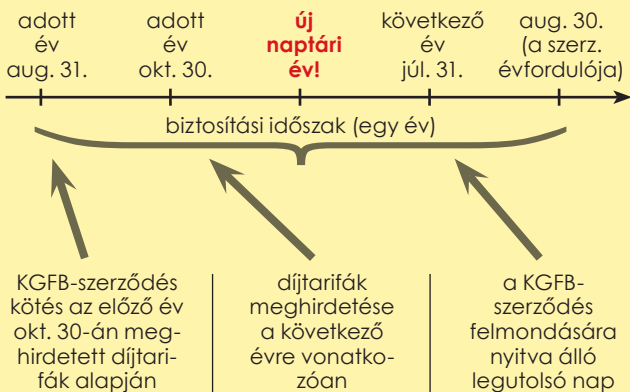 adott
év
aug. 31.
adott
év
okt. 30.
új
naptári
év!
következő
év
júl. 31.
aug. 30.
(a szerz.
évfordulója)
biztosítási időszak (egy év)
KGFB-szerződés
kötés az előző év
okt. 30-án meg-
hirdetett díjtari-
fák alapján
díjtarifák
meghirdetése
a következő
évre vonatko-
zóan
a KGFB-
szerződés
felmondására
nyitva álló
legutolsó nap